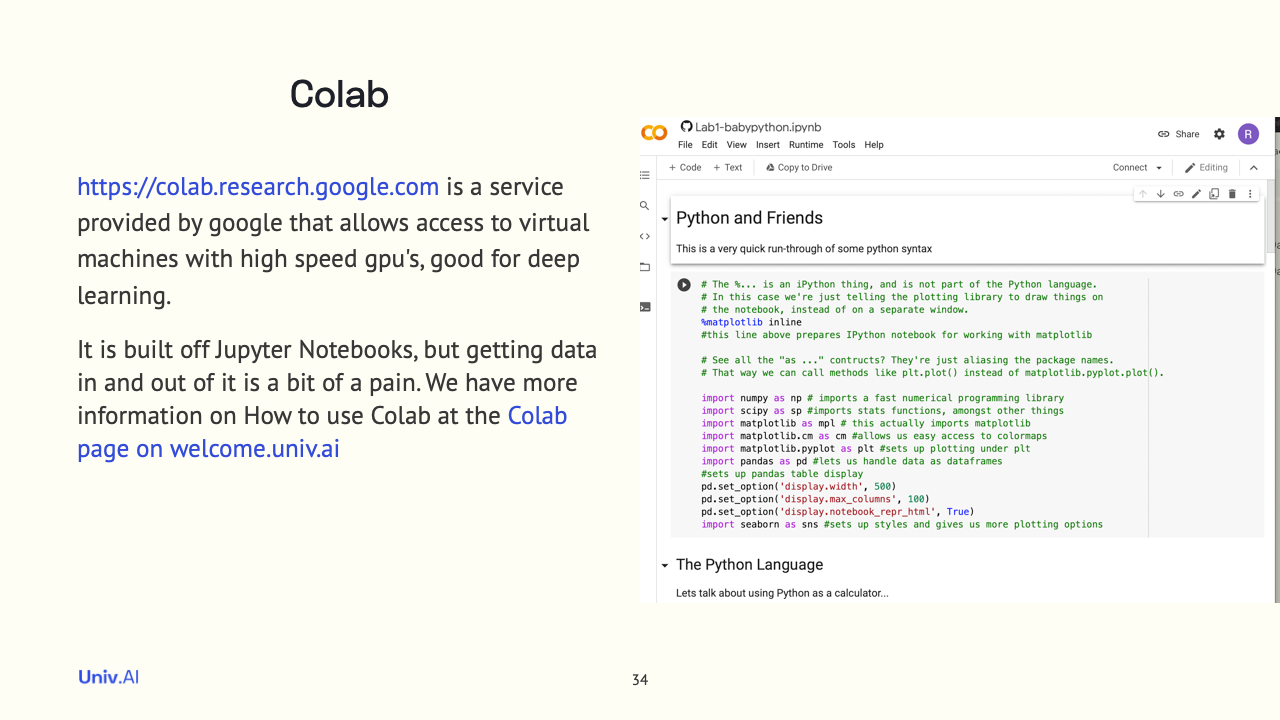 Colab
https://colab.research.google.com is a service
provided by google that allows access to virtual
machines with high speed gpu's, good for deep
learning.
It is built off Jupyter Notebooks, but getting data
in and out of it is a bit of a pain. We have more
information on How to use Colab at the Colab
page on welcome.univ.ai
Lab1-babypython.ipynb
File Edit View Insert Runtime Tools Help
Share
R
+ Code + Text Copy to Drive
Connect
Editing
Python and Friends
This is a very quick run-through of some python syntax
# The %... is an iPython thing, and is not part of the Python language.
# In this case we're just telling the plotting library to draw things on
# the notebook, instead of on a separate window.
%matplotlib inline
#this line above prepares IPython notebook for working with matplotlib
# See all the "as ..." contructs? They're just aliasing the package names.
# That way we can call methods like plt.plot() instead of matplotlib.pyplot.plot().
import numpy as np # imports a fast numerical programming library
import scipy as sp #imports stats functions, amongst other things
import matplotlib as mpl # this actually imports matplotlib
import matplotlib.cm as cm #allows us easy access to colormaps
import matplotlib.pyplot as plt #sets up plotting under plt
import pandas as pd #lets us handle data as dataframes
#sets up pandas table display
pd.set_option('display.width', 500)
pd.set_option('display.max_columns', 100)
pd.set_option('display.notebook_repr_html', True)
import seaborn as sns #sets up styles and gives us more plotting options
The Python Language
Lets talk about using Python as a calculator...
Univ.AI
34